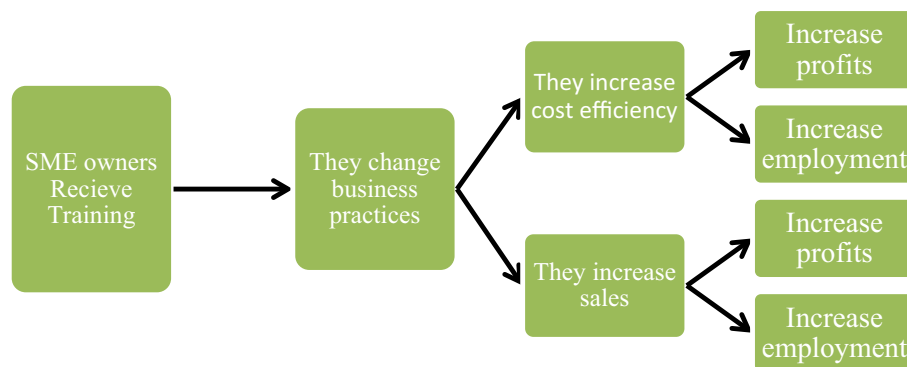 SME owners
Recieve
Training
They change
business
practices
They increase
cost efficiency
They increase
sales
Increase
profits
Increase
employment
Increase
profits
Increase
employment